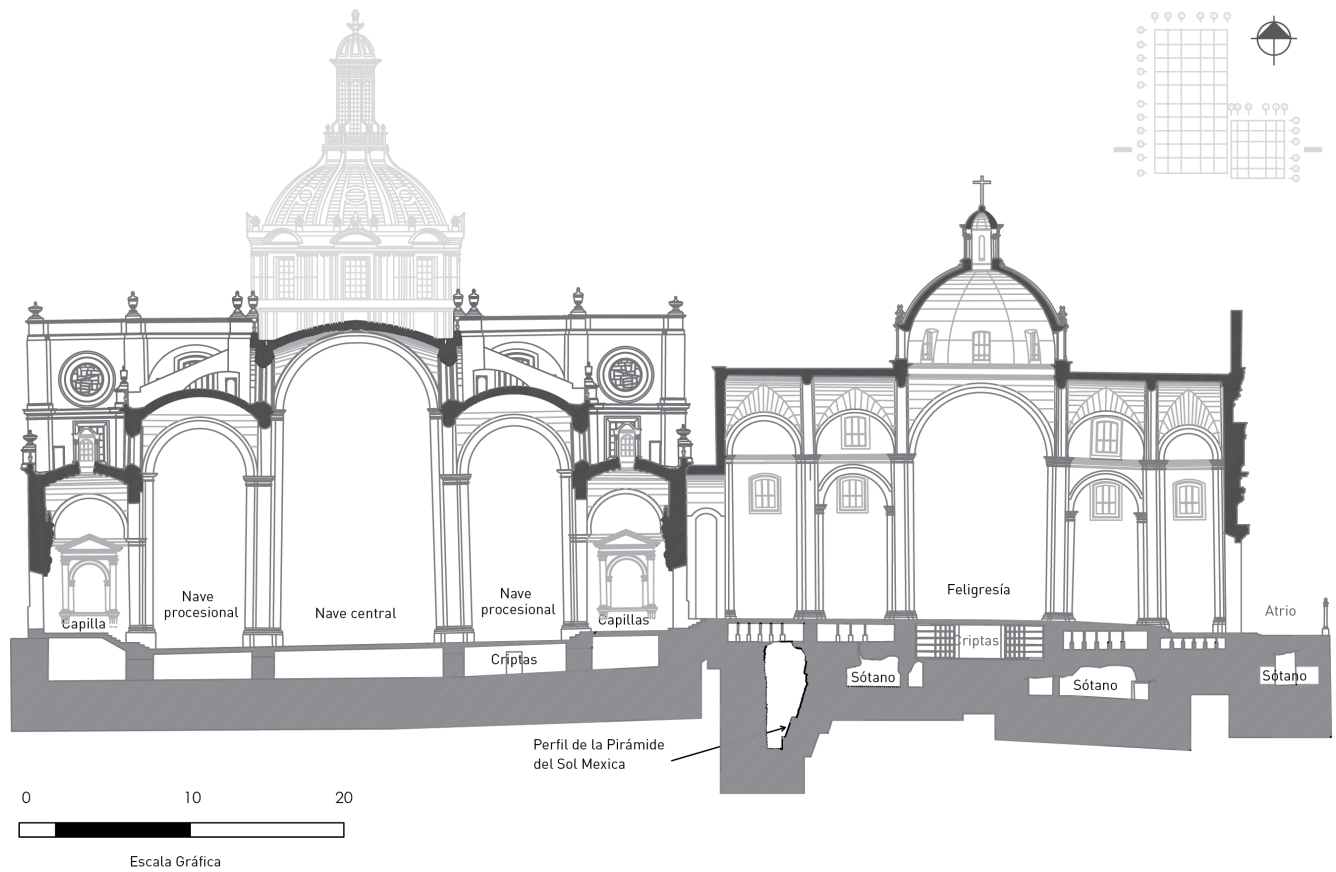 Nave
procesional
Nave central
Nave
procesional
Capilla
Capillas
Criptas
Feligresía
Criptas
Atrio
Sótano
Sótano
Sótano
Perfil de la Pirámide
del Sol Mexica
0 10 20
Escala Gráfica